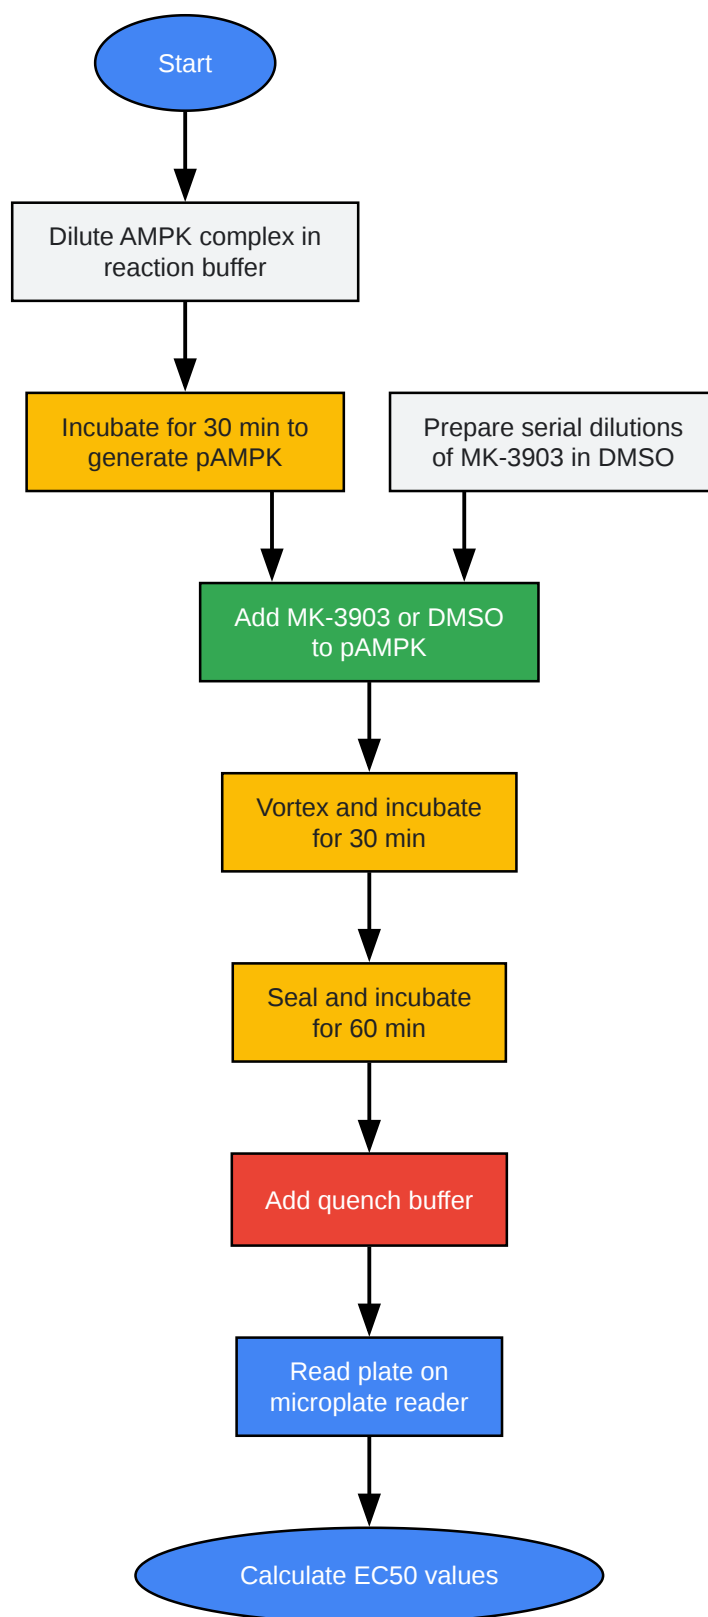 Start
Dilute AMPK complex in
reaction buffer
Incubate for 30 min to
generate pAMPK
Prepare serial dilutions
of MK-3903 in DMSO
Add MK-3903 or DMSO
to pAMPK
Vortex and incubate
for 30 min
Seal and incubate
for 60 min
Add quench buffer
Read plate on
microplate reader
Calculate EC50 values